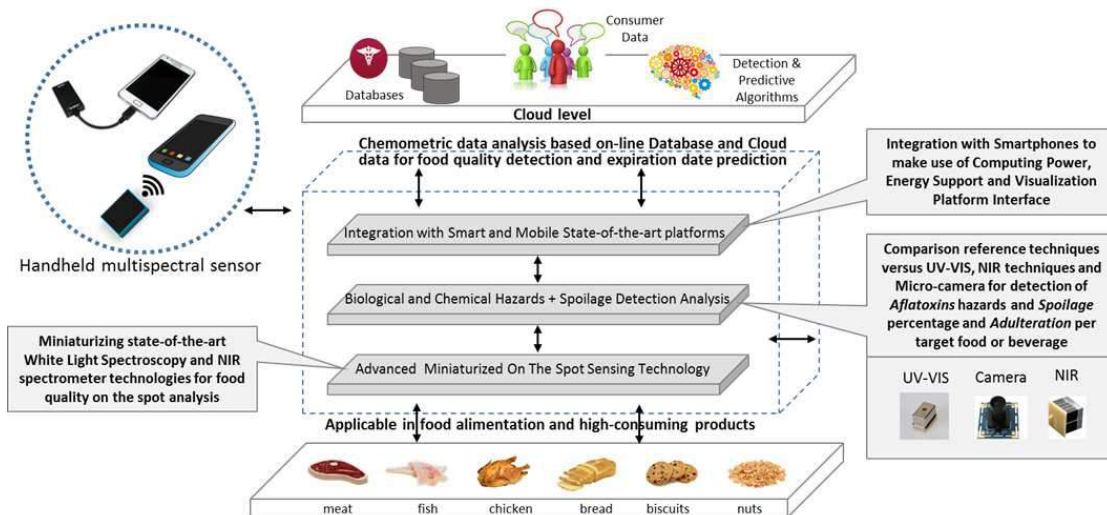 Consumer
Data
Databases
Detection &
Predictive
Algorithms
Cloud level
Handheld multispectral sensor
Chemometric data analysis based on-line Database and Cloud
data for food quality detection and expiration date prediction
Integration with Smartphones to
make use of Computing Power,
Energy Support and Visualization
Platform Interface
Integration with Smart and Mobile State-of-the-art platforms
Biological and Chemical Hazards + Spoilage Detection Analysis
Comparison reference techniques
versus UV-VIS, NIR techniques and
Micro-camera for detection of
Aflatoxins hazards and Spoilage
percentage and Adulteration per
target food or beverage
UV-VIS Camera NIR
Miniaturizing state-of-the-art
White Light Spectroscopy and NIR
spectrometer technologies for food
quality on the spot analysis
Advanced Miniaturized On The Spot Sensing Technology
Applicable in food alimentation and high-consuming products
meat fish chicken bread biscuits nuts